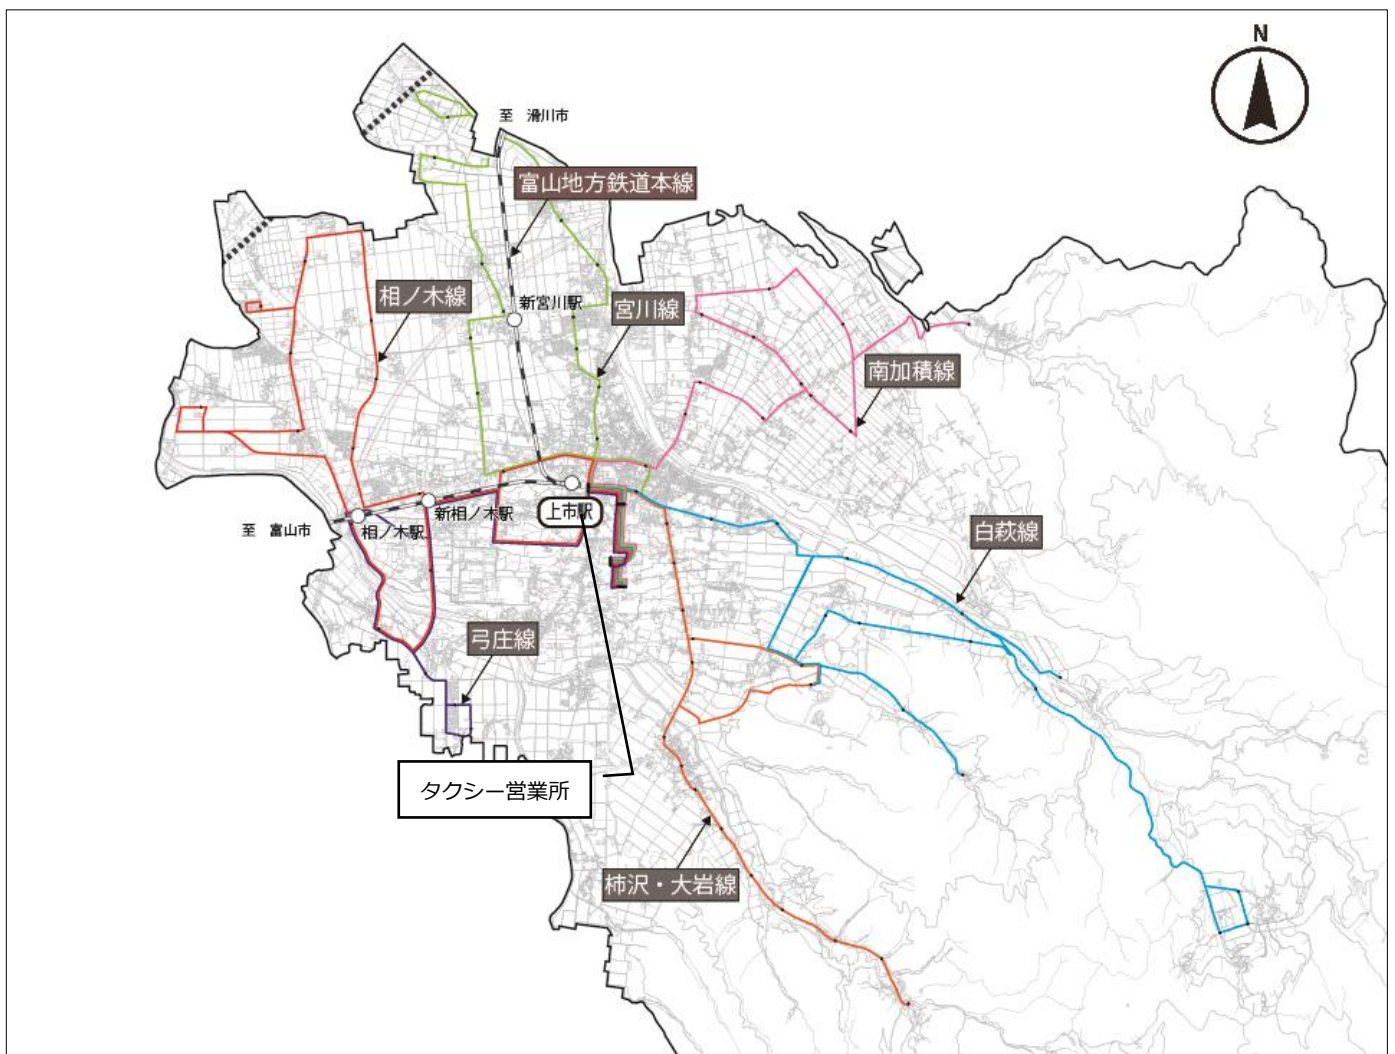 N
至 滑川市
富山地方鉄道本線
相ノ木線
新宮川駅
宮川線
南加積線
上市駅
新相ノ木駅
相ノ木駅
至 富山市
白萩線
弓庄線
タクシー営業所
柿沢・大岩線